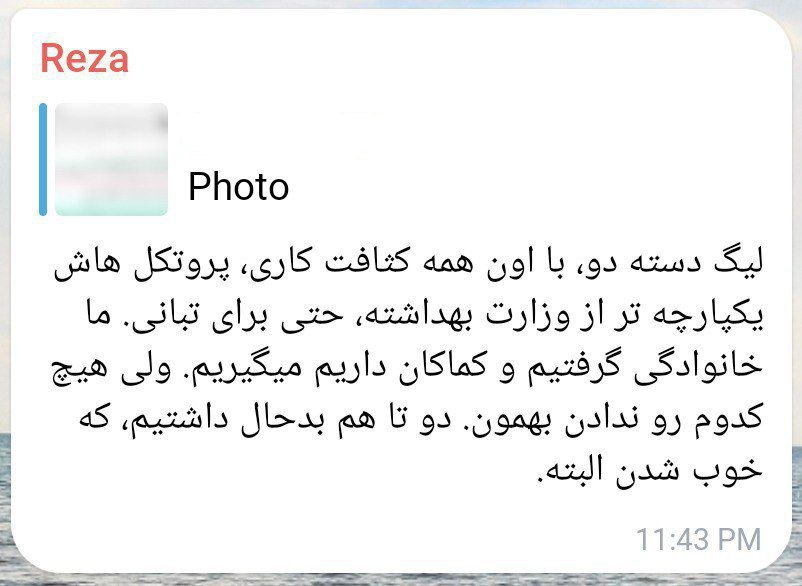 Reza
Photo
لیگ دسته دو، با اون همه کثافت کاری، پروتکل هاش
یکپارچه تر از وزارت بهداشته، حتی برای تبانی. ما
خانوادگی گرفتیم و کماکان داریم میگیریم. ولی هیچ
کدوم رو ندادن بهمون. دو تا هم بدحال داشتیم، که
خوب شدن البته.
11:43 PM